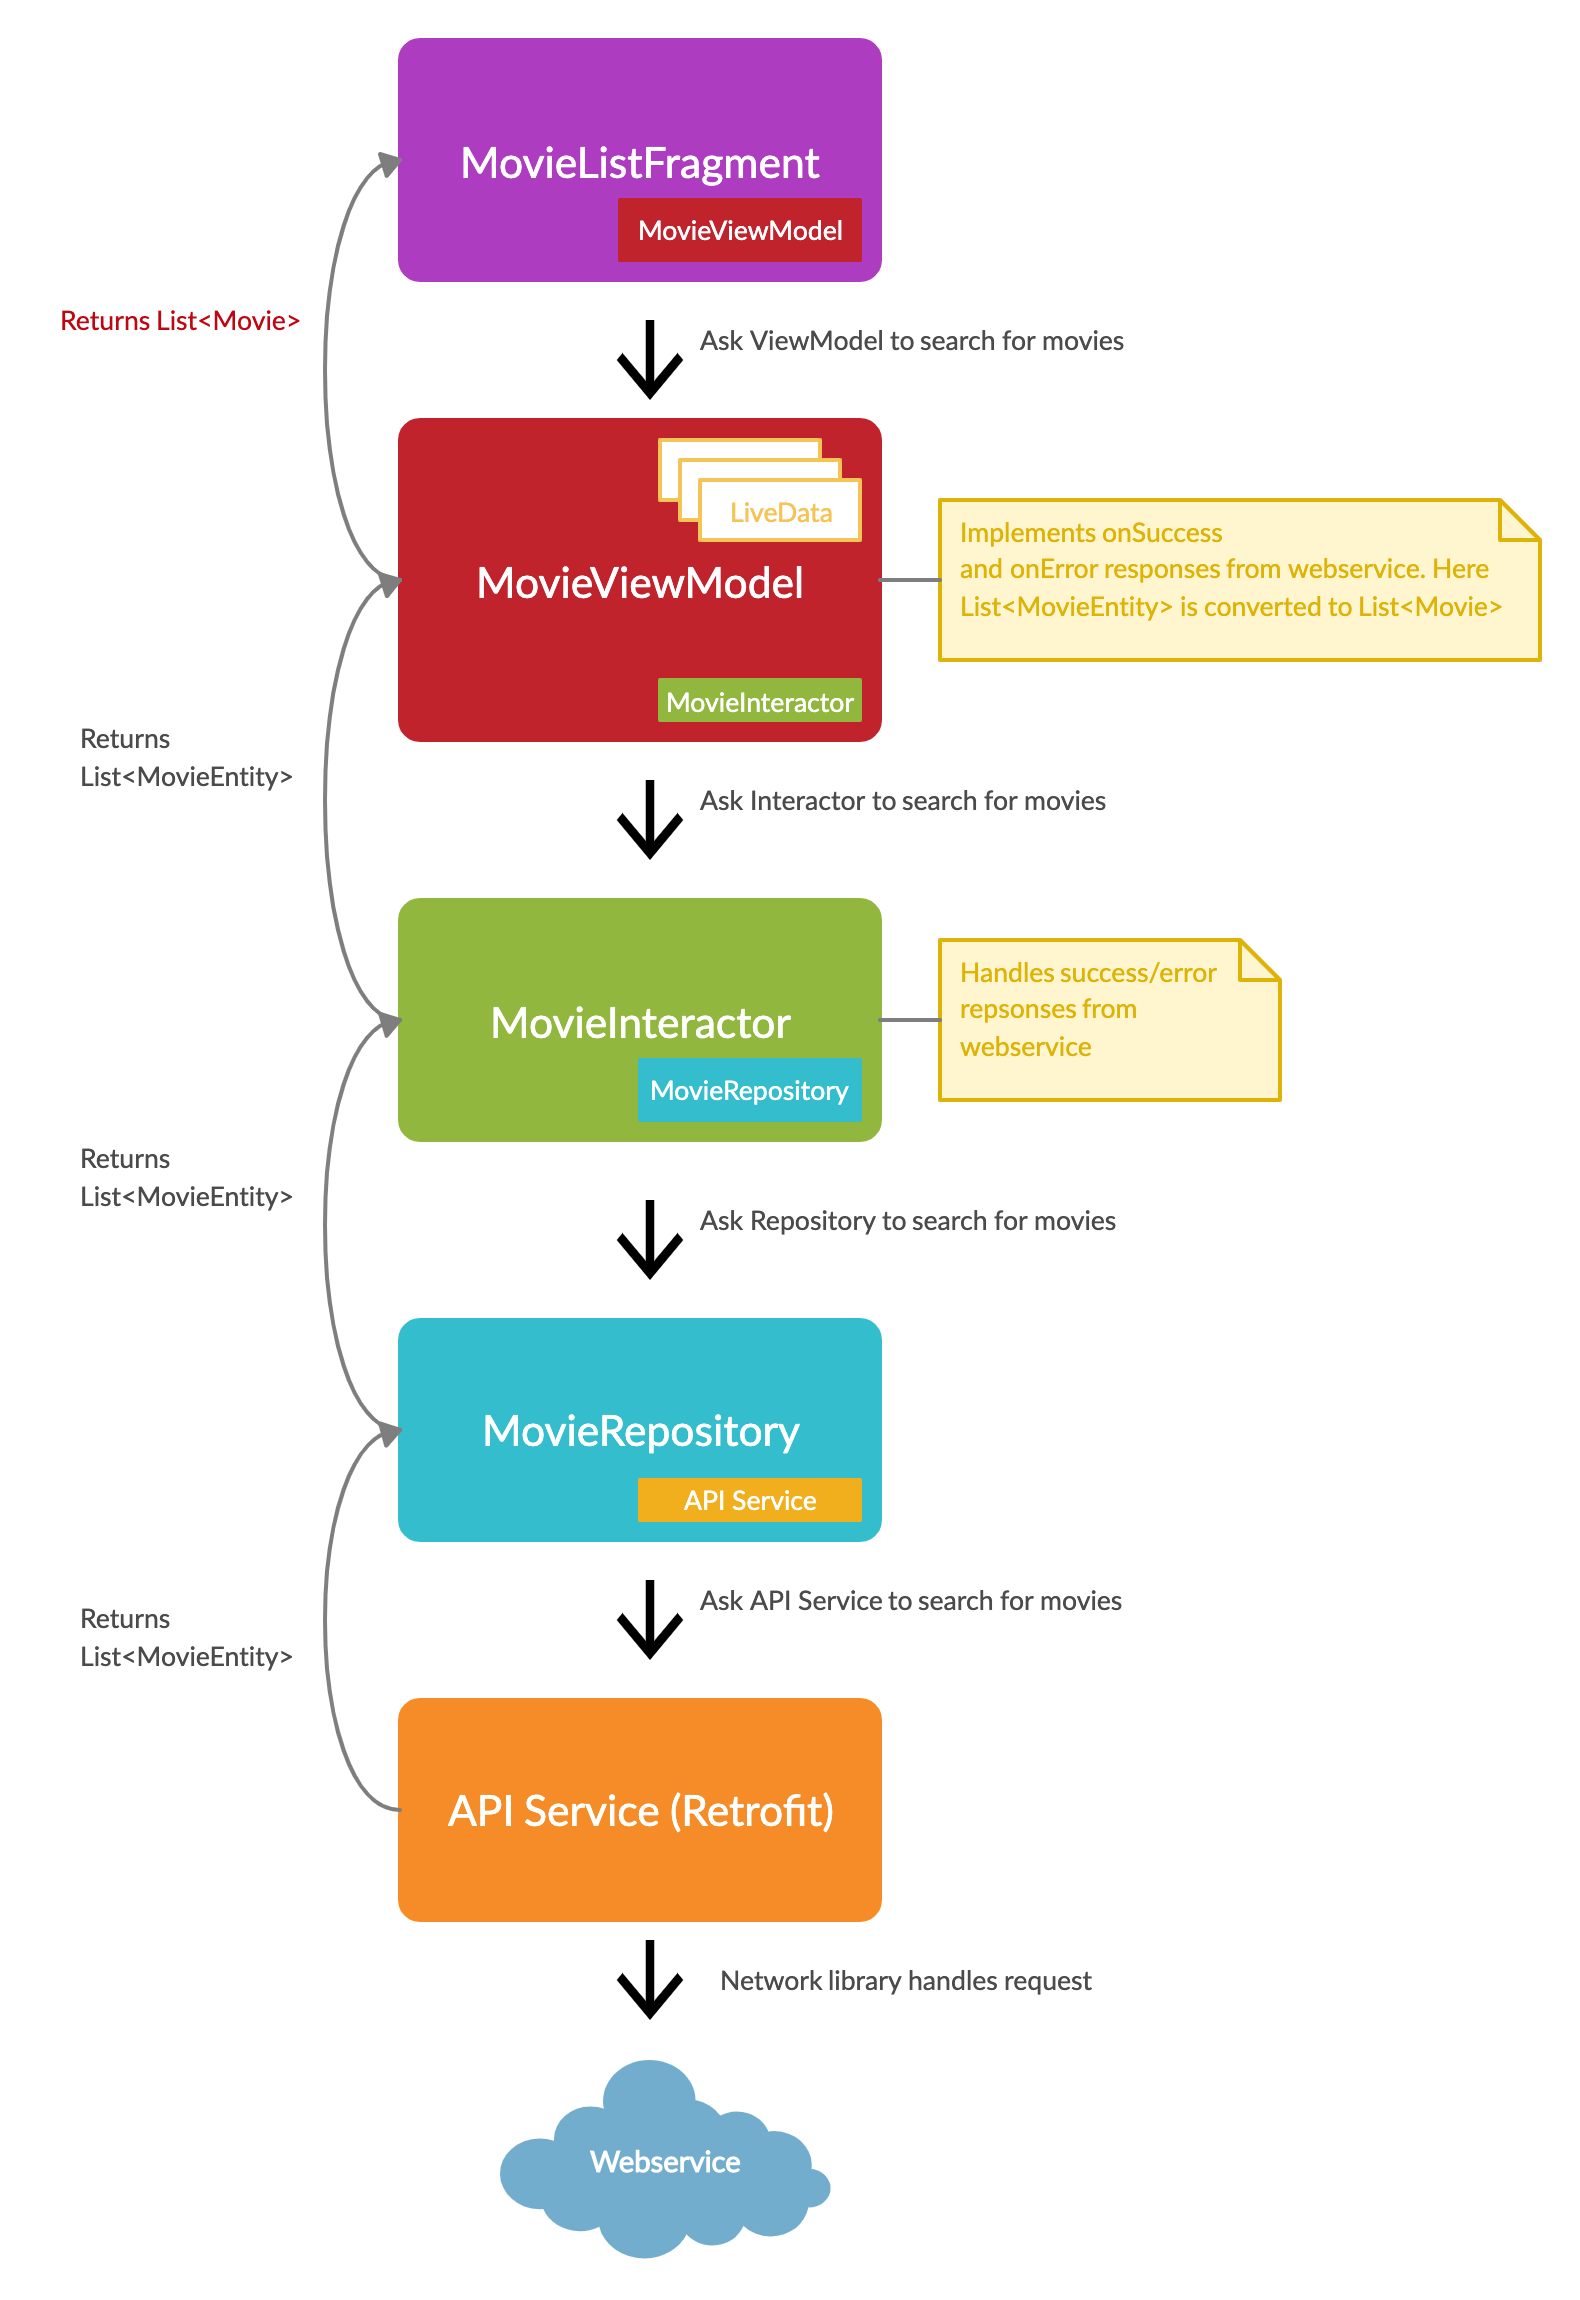 MovieListFragment
MovieViewModel
Returns List<Movie>
Ask ViewModel to search for movies
LiveData
MovieViewModel
Implements onSuccess
and onError responses from webservice. Here
List<MovieEntity> is converted to List<Movie>
MovieInteractor
Returns
List<MovieEntity>
Ask Interactor to search for movies
MovieInteractor
Handles success/error
repsonses from
webservice
MovieRepository
Returns
List<MovieEntity>
Ask Repository to search for movies
MovieRepository
API Service
Ask API Service to search for movies
Returns
List<MovieEntity>
API Service (Retrofit)
Network library handles request
Webservice